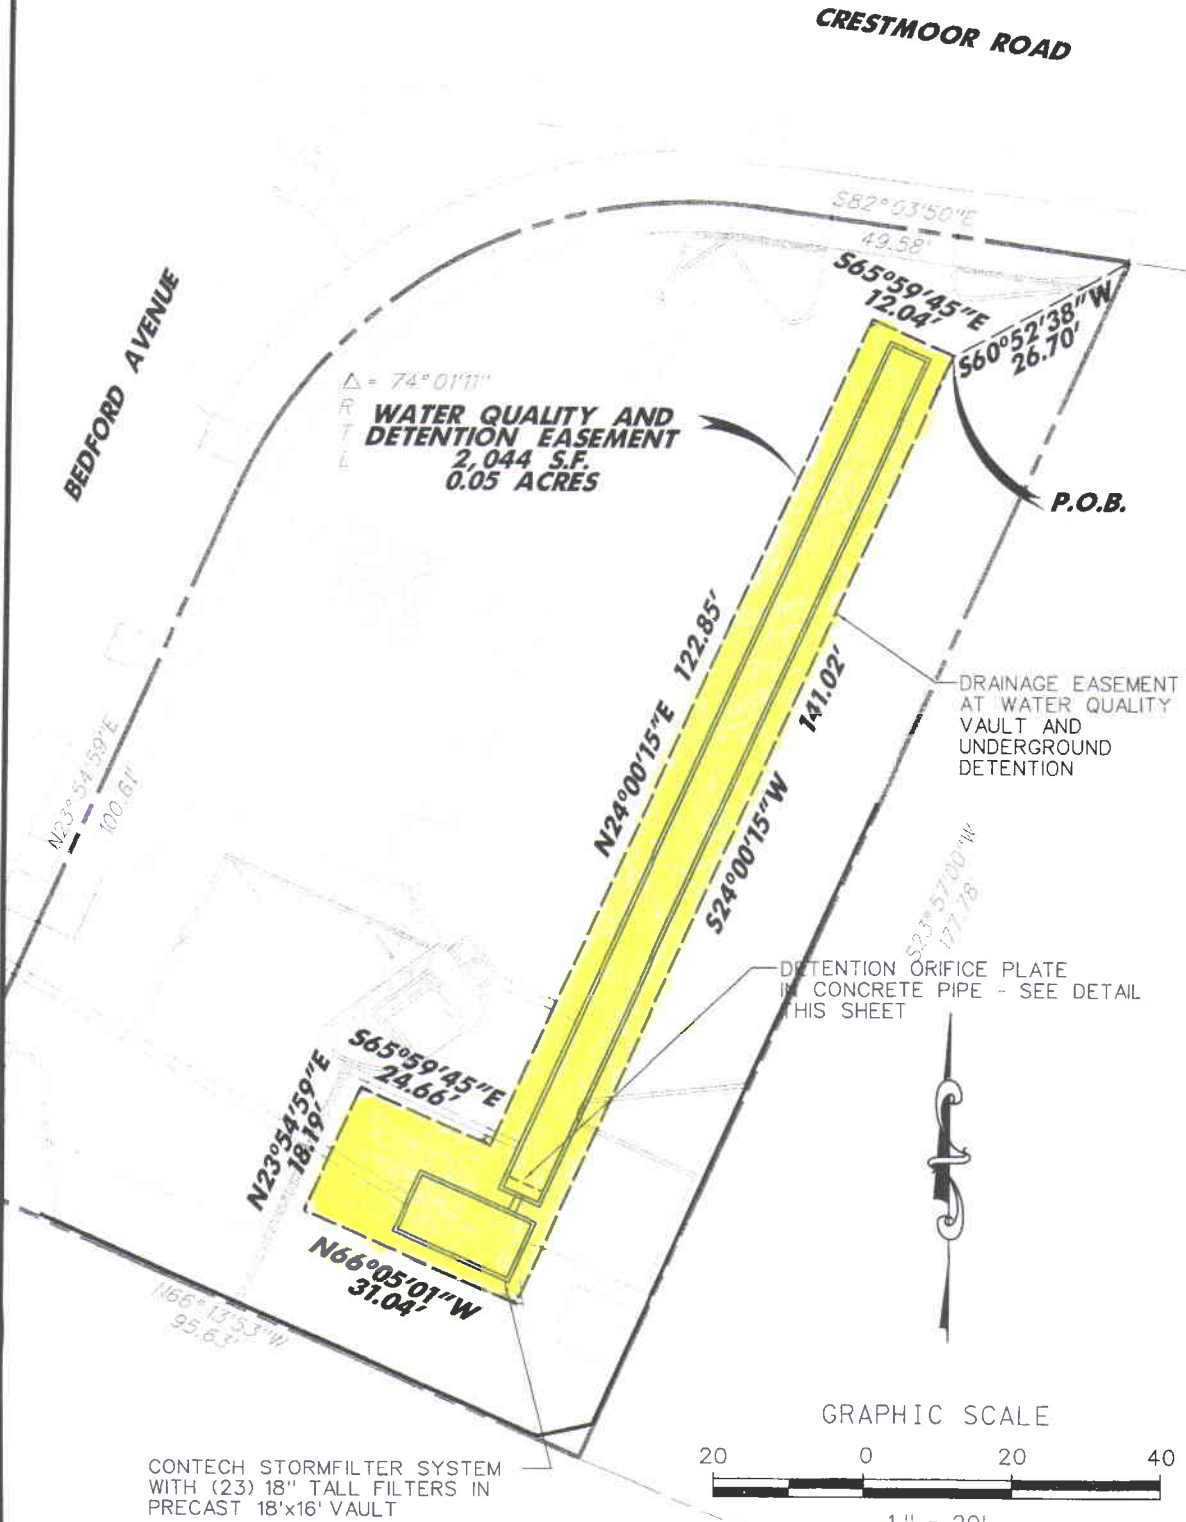 CRESTMOOR ROAD
S82°03'50"E
49.58'
S65°59'45"E
12.04'
S60°52'38"W
26.70'
BEDFORD AVENUE
Δ= 74°01'11"
R
T
L
WATER QUALITY AND
DETENTION EASEMENT
2,044 S.F.
0.05 ACRES
P.O.B.
N24°00'15"E 122.85'
141.02'
S24°00'15"W
DRAINAGE EASEMENT
AT WATER QUALITY
VAULT AND
UNDERGROUND
DETENTION
N23°54'59"E
100.61'
S23°57'00"W
177.78
DETENTION ORIFICE PLATE
IN CONCRETE PIPE - SEE DETAIL
THIS SHEET
S65°59'45"E
24.66'
N23°54'59"E
18.19'
N66°05'01"W
31.04'
N66°13'53"W
95.63'
GRAPHIC SCALE
20 0 20 40
CONTECH STORMFILTER SYSTEM
WITH (23) 18" TALL FILTERS IN
PRECAST 18'x16' VAULT
1" = 20'